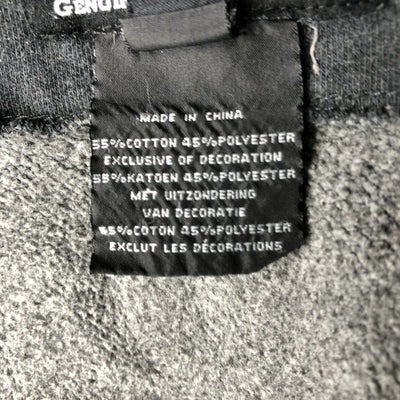 MADE IN CHINA
55%COTTON 45%POLYESTER
EXCLUSIVE OF DECORATION
55%KATOEN 45%POLYESTER
MET UITZONDERING
VAN DECORATIE
55%COTON 45%POLYESTER
EXCLUT LES DÉCORATIONS